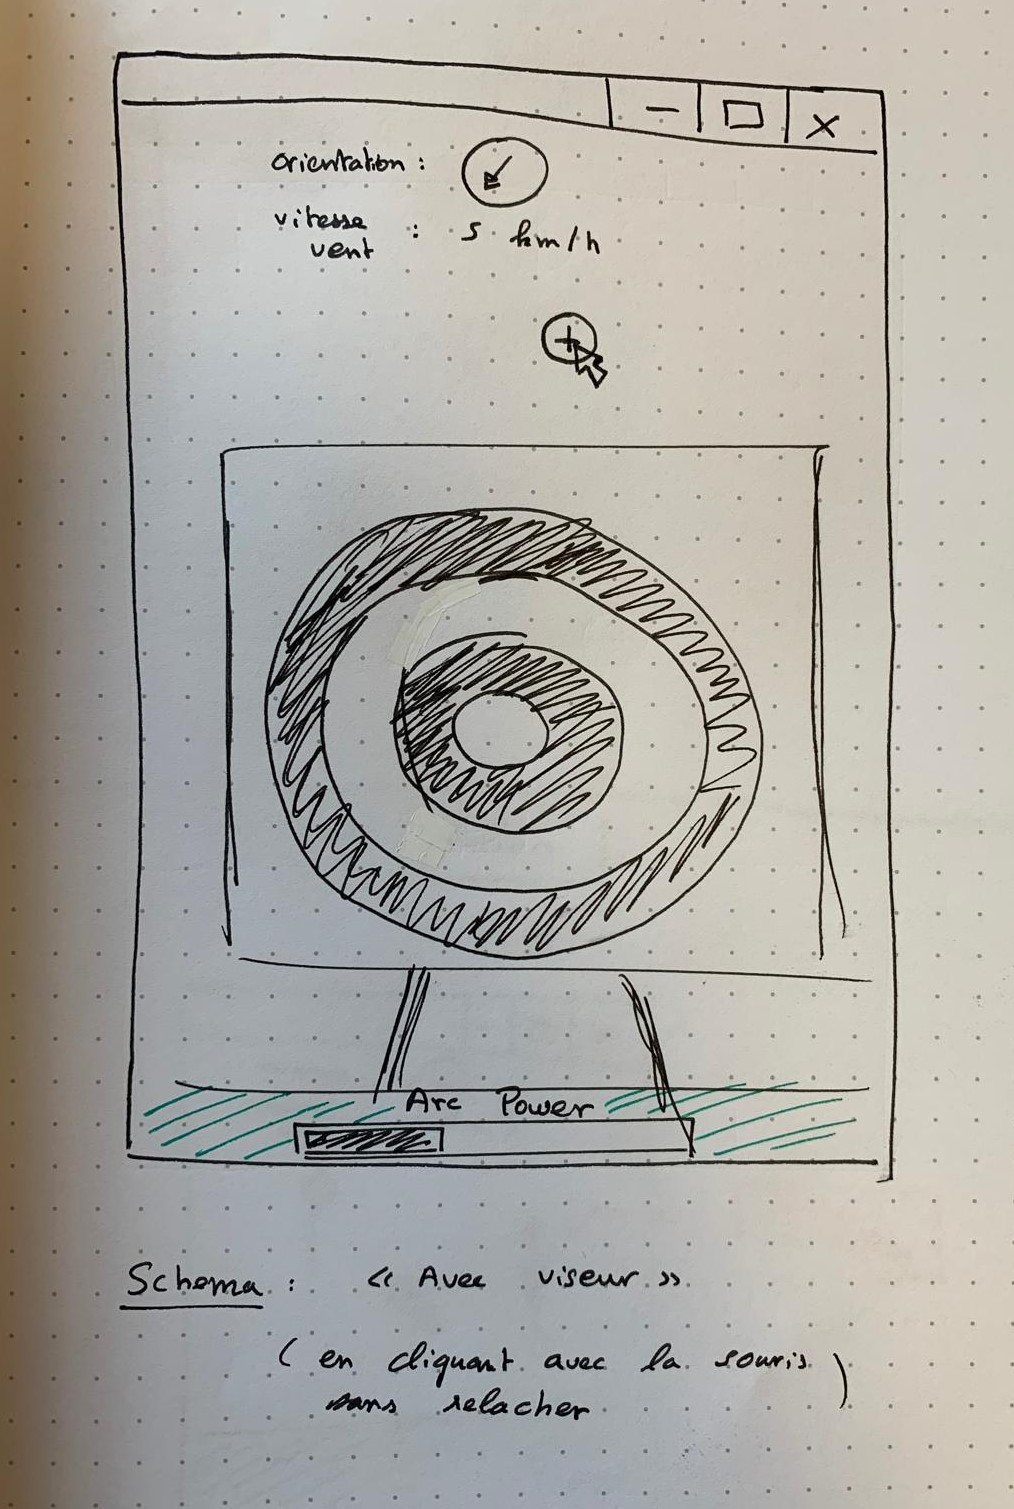 orientation :
vitesse
vent : 5 km/h
Arc Power
Schema : « Avec viseur »
( en cliquant avec la souris
sans relacher )